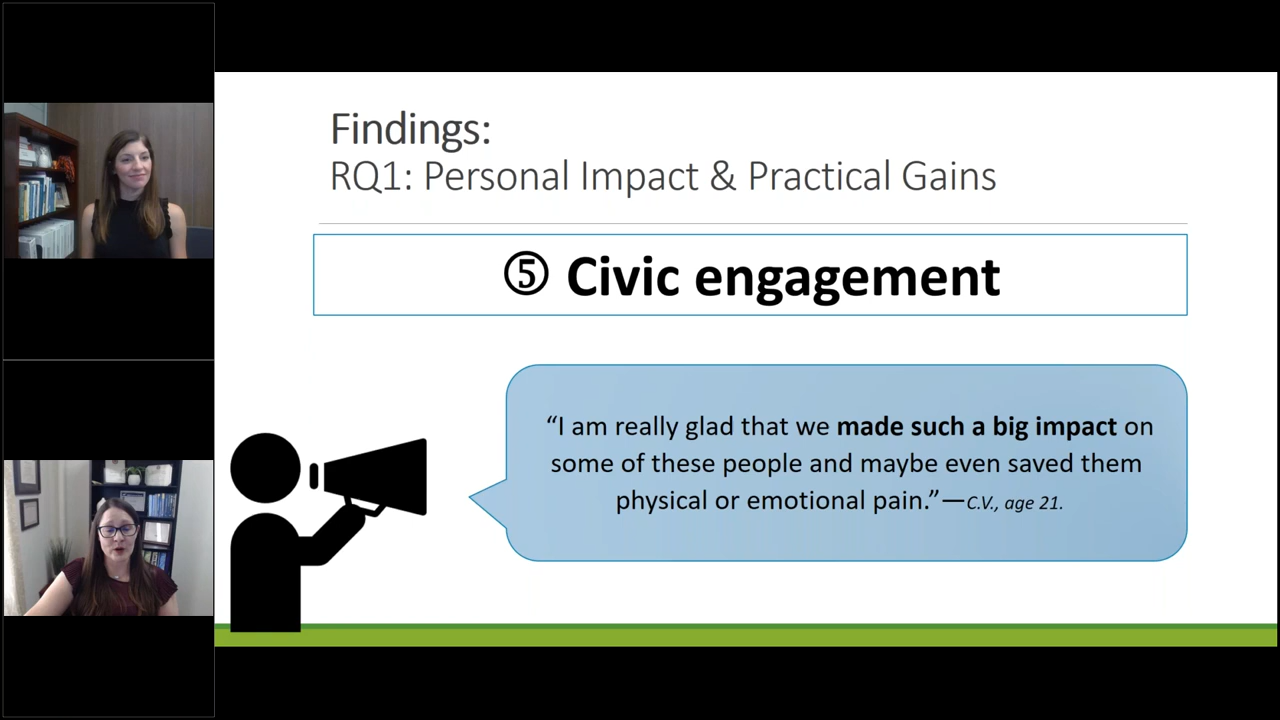 Findings:
RQ1: Personal Impact & Practical Gains
⑤ Civic engagement
“I am really glad that we made such a big impact on
some of these people and maybe even saved them
physical or emotional pain.”—C.V., age 21.